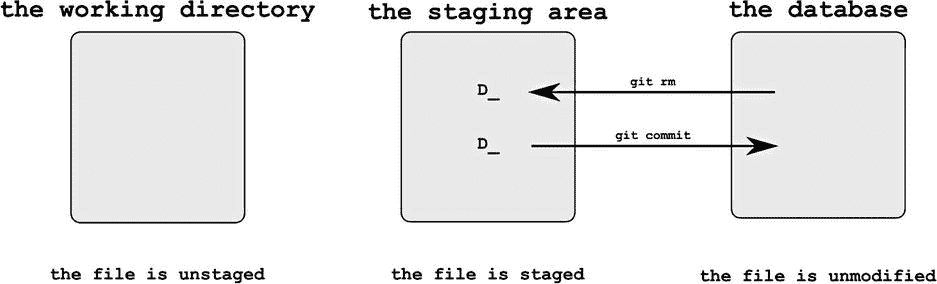 the working directory
the staging area
the database
D_
git rm
D_
git commit
the file is unstaged
the file is staged
the file is unmodified